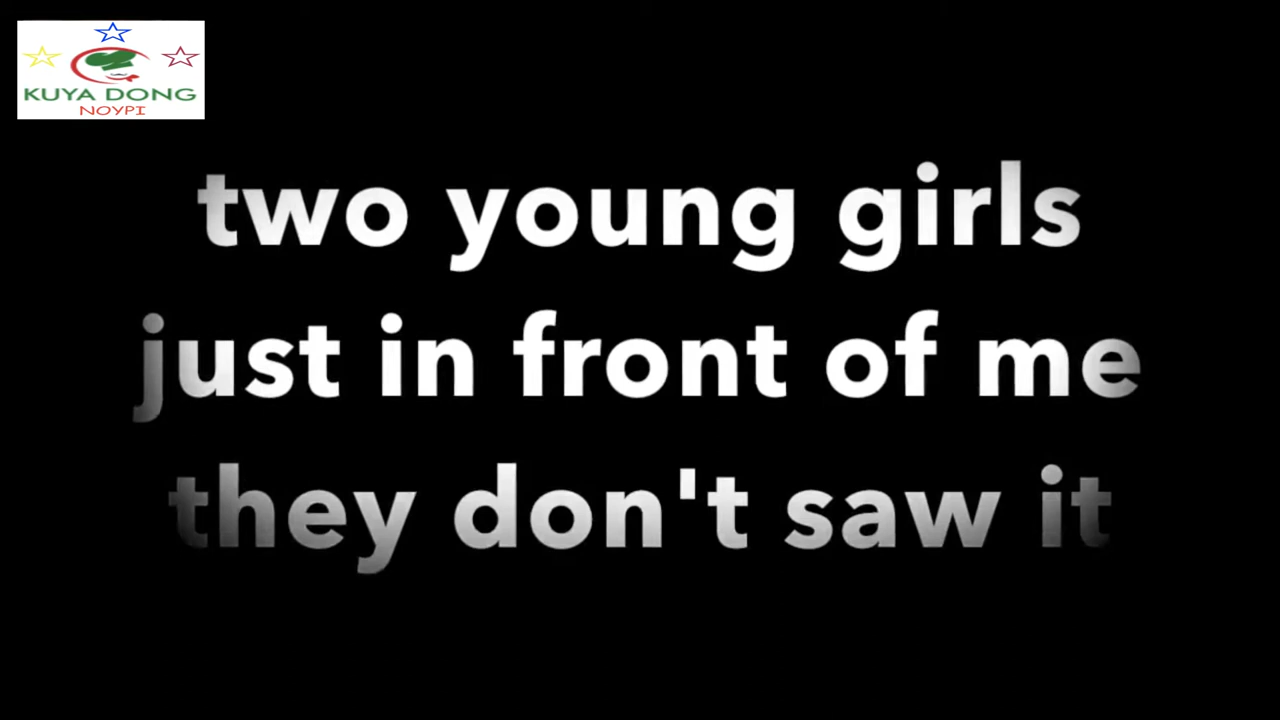 KUYA DONG
NOYPI
two young girls
just in front of me
they don't saw it